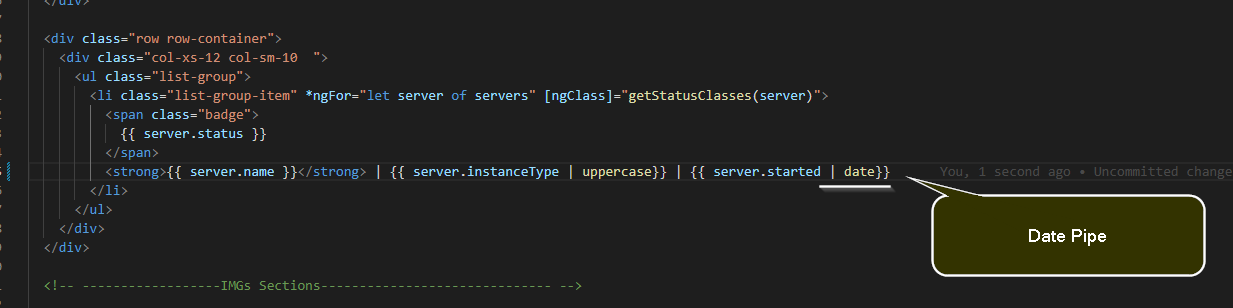 </div>
<div class="row row-container">
<div class="col-xs-12 col-sm-10  ">
<ul class="list-group">
<li class="list-group-item" *ngFor="let server of servers" [ngClass]="getStatusClasses(server)">
<span class="badge">
{{ server.status }}
</span>
<strong>{{ server.name }}</strong> | {{ server.instanceType | uppercase}} | {{ server.started | date}} You, 1 second ago • Uncommitted change
</li>
</ul>
</div>
</div>
Date Pipe
<!-- ------------------IMGs Sections------------------------------ -->